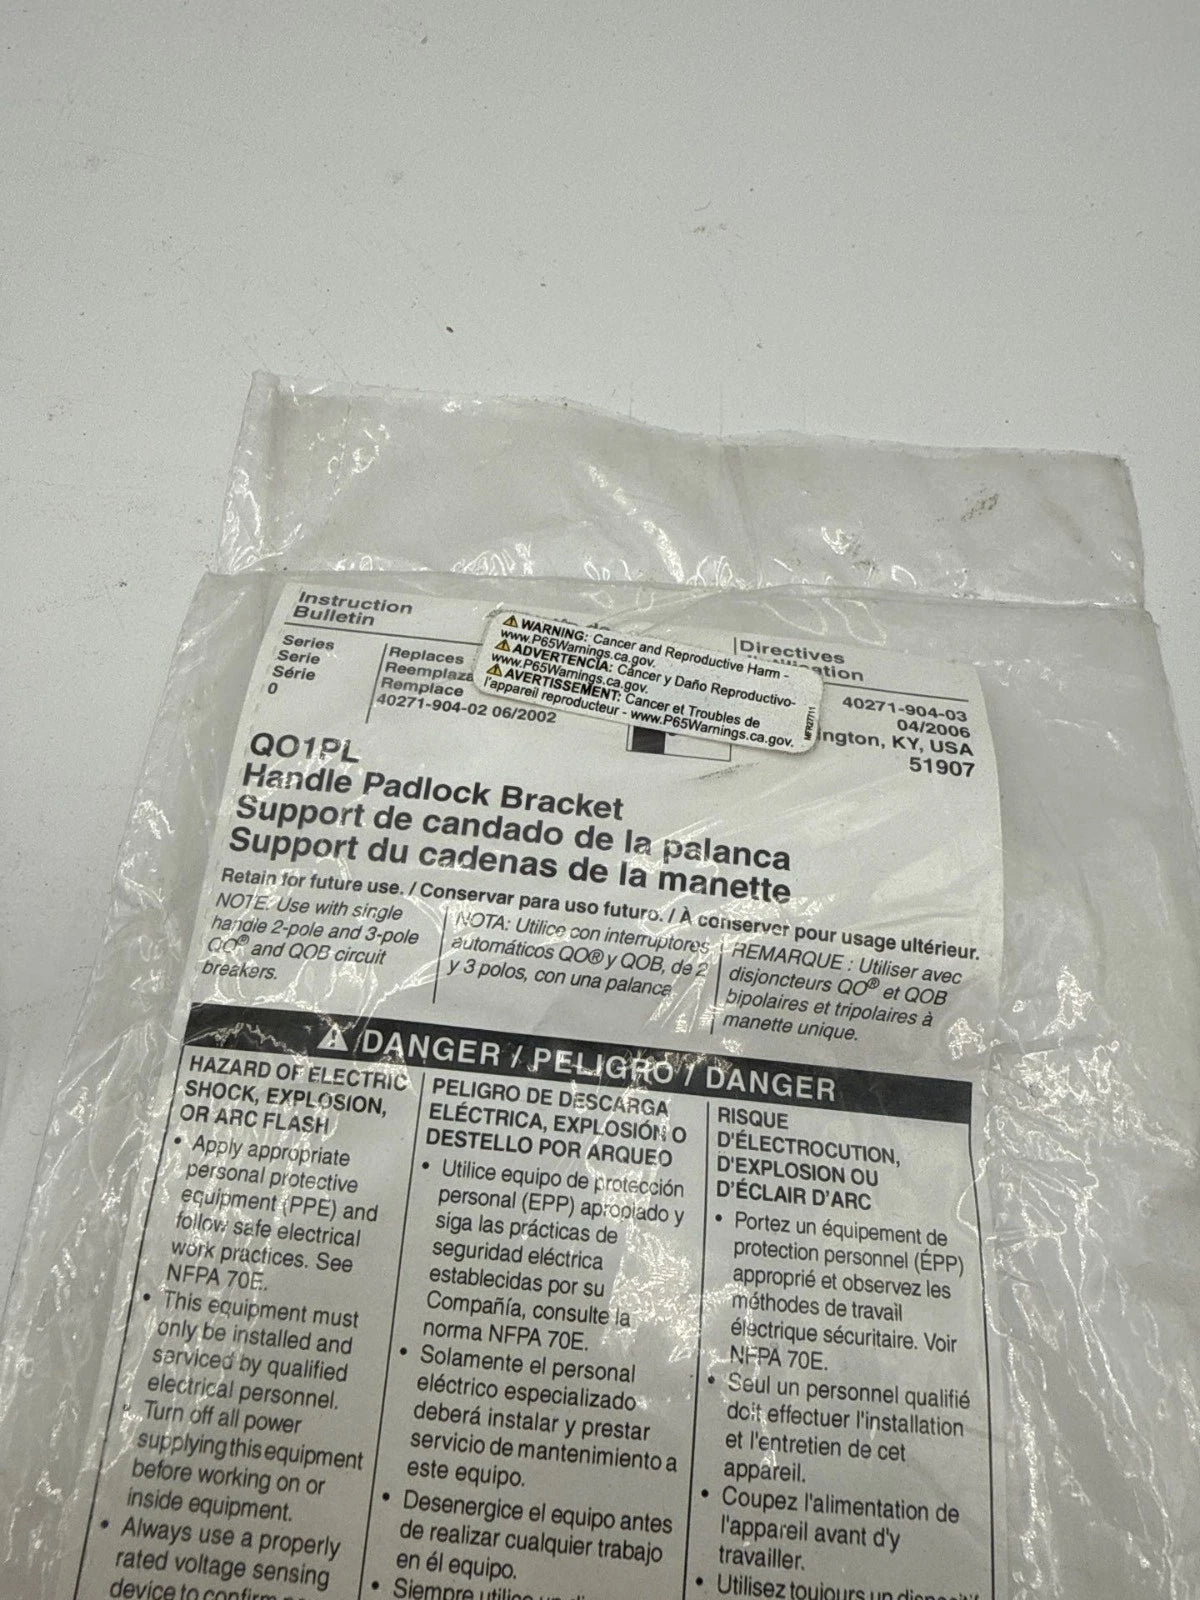 Instruction
Bulletin
Directives
Series
Serie
Série
0
Replaces
Reemplaza
Remplace
40271-904-02 06/2002
WARNING: Cancer and Reproductive Harm -
www.P65Warnings.ca.gov.
ADVERTENCIA: Cáncer y Daño Reproductivo-
www.P65Warnings.ca.gov.
AVERTISSEMENT: Cancer et Troubles de
l'appareil reproducteur - www.P65Warnings.ca.gov.
MFR27711
40271-904-03
04/2006
ington, KY, USA
51907
QO1PL
Handle Padlock Bracket
Support de candado de la palanca
Support du cadenas de la manette
Retain for future use. / Conservar para uso futuro. / À conserver pour usage ultérieur.
NOTE: Use with single
handle 2-pole and 3-pole
QO® and QOB circuit
breakers.
NOTA: Utilice con interruptores
automáticos QO® y QOB, de 2
y 3 polos, con una palanca
REMARQUE : Utiliser avec
disjoncteurs QO® et QOB
bipolaires et tripolaires à
manette unique.
DANGER / PELIGRO / DANGER
HAZARD OF ELECTRIC
SHOCK, EXPLOSION,
OR ARC FLASH
• Apply appropriate
personal protective
equipment (PPE) and
follow safe electrical
work practices. See
NFPA 70E.
• This equipment must
only be installed and
serviced by qualified
electrical personnel.
• Turn off all power
supplying this equipment
before working on or
inside equipment.
• Always use a properly
rated voltage sensing
device to confirm
PELIGRO DE DESCARGA
ELÉCTRICA, EXPLOSIÓN O
DESTELLO POR ARQUEO
• Utilice equipo de protección
personal (EPP) apropiado y
siga las prácticas de
seguridad eléctrica
establecidas por su
Compañía, consulte la
norma NFPA 70E.
• Solamente el personal
eléctrico especializado
deberá instalar y prestar
servicio de mantenimiento a
este equipo.
• Desenergice el equipo antes
de realizar cualquier trabajo
en él equipo.
• Siempre utilice un
RISQUE
D'ÉLECTROCUTION,
D'EXPLOSION OU
D'ÉCLAIR D'ARC
• Portez un équipement de
protection personnel (ÉPP)
approprié et observez les
méthodes de travail
électrique sécuritaire. Voir
NFPA 70E.
• Seul un personnel qualifié
doit effectuer l'installation
et l'entretien de cet
appareil.
• Coupez l'alimentation de
l'appareil avant d'y
travailler.
• Utilisez toujours un